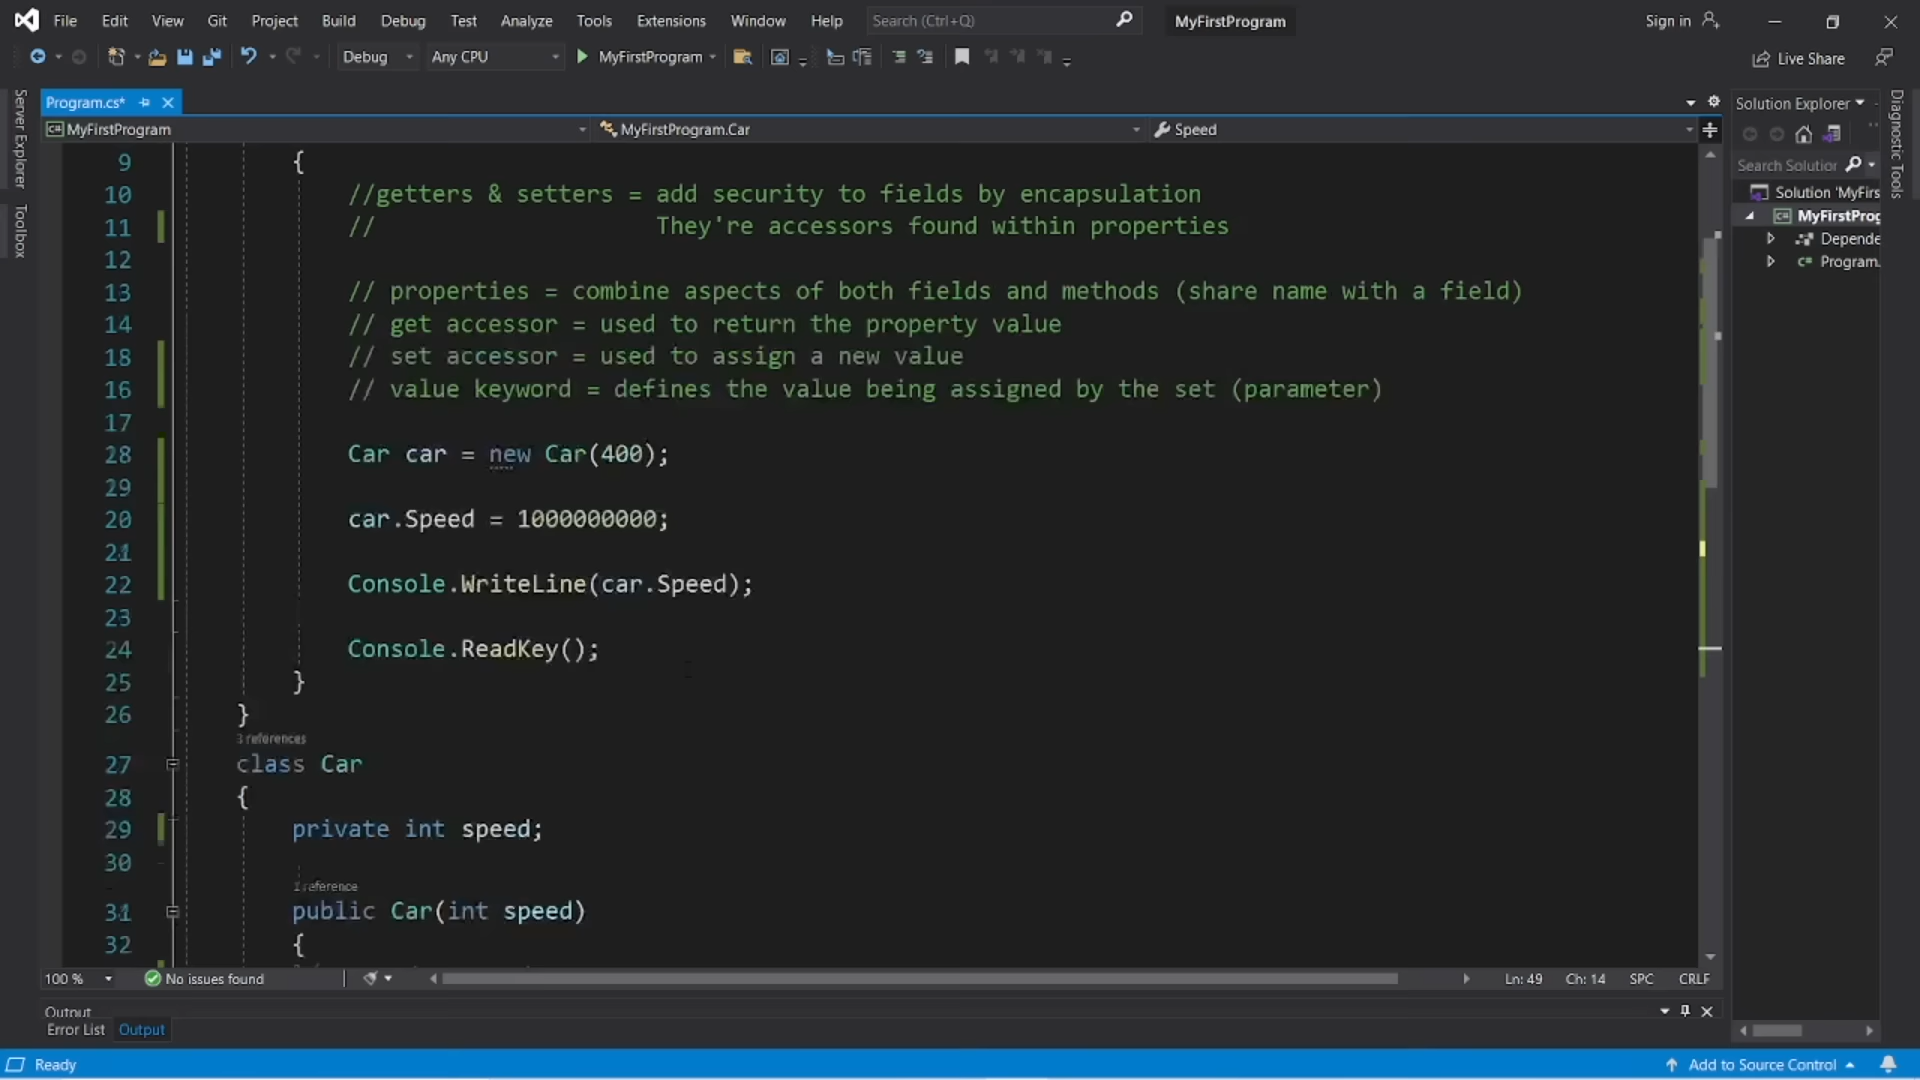 File Edit View Git Project Build Debug Test Analyze Tools Extensions Window Help Search (Ctrl+Q) MyFirstProgram Sign in
Debug Any CPU MyFirstProgram Live Share
Server Explorer
Toolbox
Program.cs*
MyFirstProgram MyFirstProgram.Car Speed
9 {
10 //getters & setters = add security to fields by encapsulation
11 // They're accessors found within properties
12
13 // properties = combine aspects of both fields and methods (share name with a field)
14 // get accessor = used to return the property value
18 // set accessor = used to assign a new value
16 // value keyword = defines the value being assigned by the set (parameter)
17
28 Car car = new Car(400);
29
20 car.Speed = 1000000000;
21
22 Console.WriteLine(car.Speed);
23
24 Console.ReadKey();
25 }
26 }
3 references
27 class Car
28 {
29 private int speed;
30
1 reference
31 public Car(int speed)
32 {
100 % No issues found Ln: 49 Ch: 14 SPC CRLF
Output
Error List Output
Ready Add to Source Control
Solution Explorer
Search Solutior
Solution 'MyFirs
MyFirstProg
Depende
Program.
Diagnostic Tools